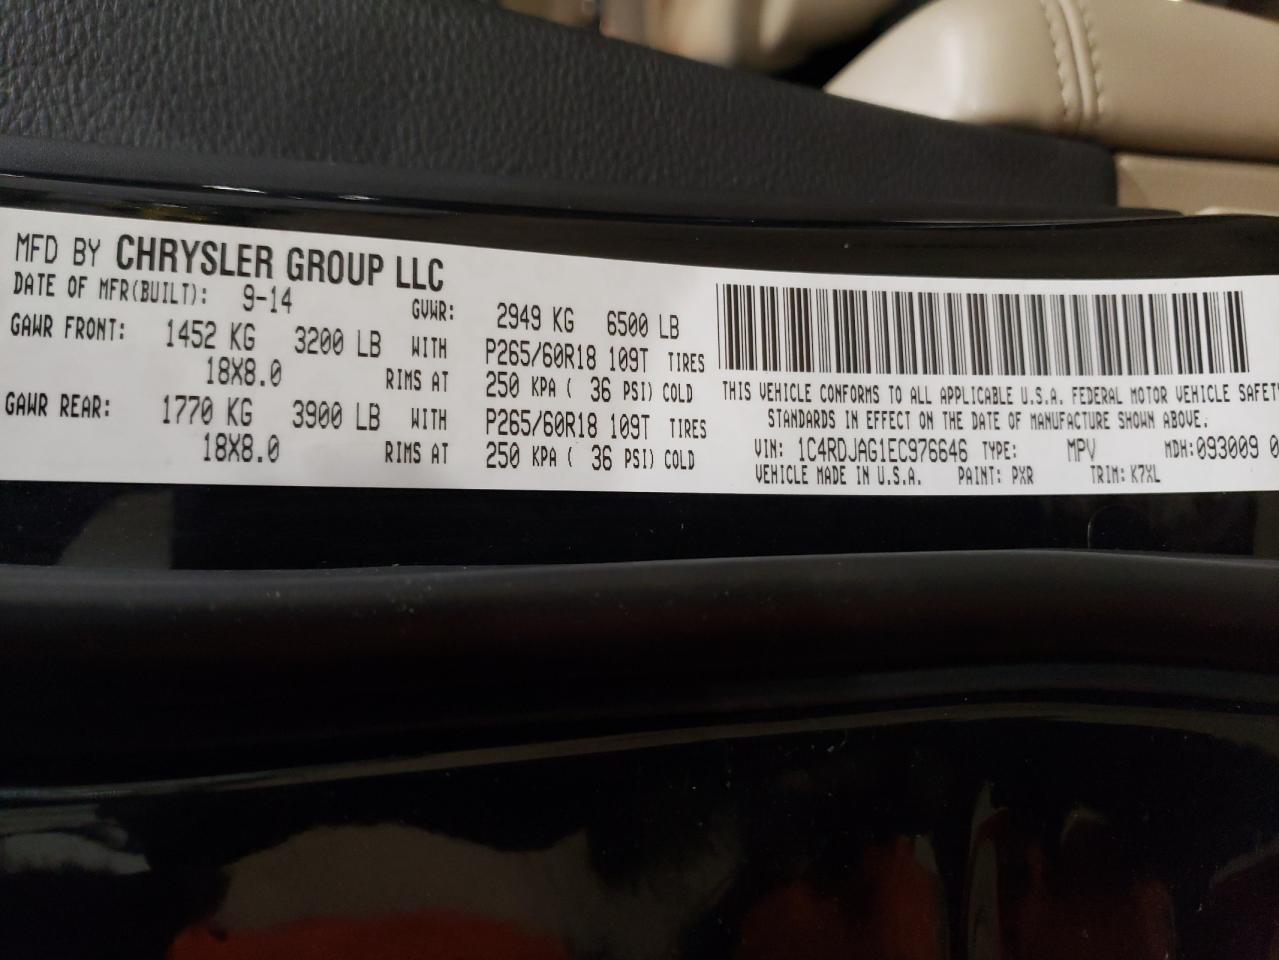 MFD BY CHRYSLER GROUP LLC
DATE OF MFR(BUILT): 9-14 GVWR: 2949 KG 6500 LB
GAWR FRONT: 1452 KG 3200 LB WITH P265/60R18 109T TIRES
18X8.0 RIMS AT 250 KPA ( 36 PSI) COLD
GAWR REAR: 1770 KG 3900 LB WITH P265/60R18 109T TIRES
18X8.0 RIMS AT 250 KPA ( 36 PSI) COLD
THIS VEHICLE CONFORMS TO ALL APPLICABLE U.S.A. FEDERAL MOTOR VEHICLE SAFETY
STANDARDS IN EFFECT ON THE DATE OF MANUFACTURE SHOWN ABOVE.
VIN: 1C4RDJAG1EC976646 TYPE: MPV MDH:093009 0
VEHICLE MADE IN U.S.A. PAINT: PXR TRIM: K7XL